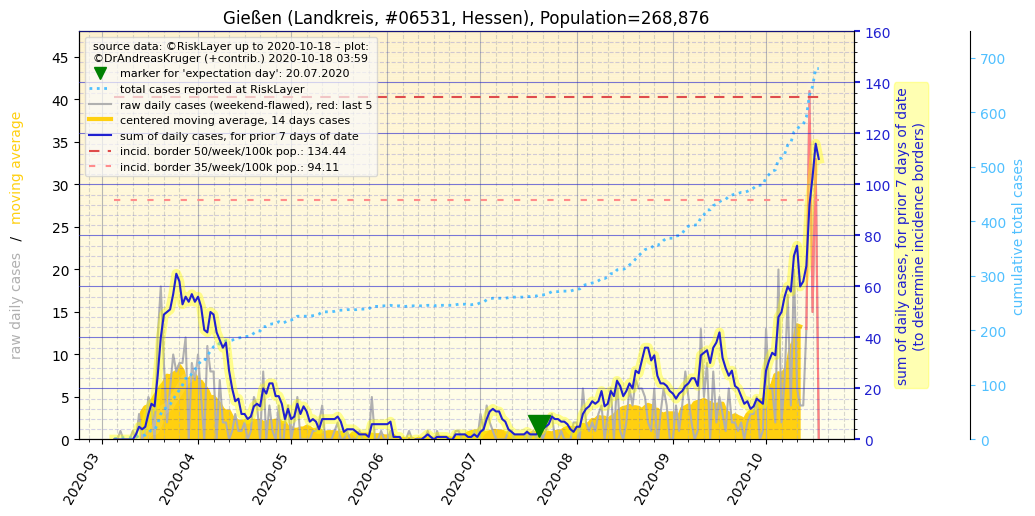 Gießen (Landkreis, #06531, Hessen), Population=268,876
source data: ©RiskLayer up to 2020-10-18 – plot:
©DrAndreasKruger (+contrib.) 2020-10-18 03:59
marker for 'expectation day': 20.07.2020
total cases reported at RiskLayer
raw daily cases (weekend-flawed), red: last 5
centered moving average, 14 days cases
sum of daily cases, for prior 7 days of date
incid. border 50/week/100k pop.: 134.44
incid. border 35/week/100k pop.: 94.11
raw daily cases / moving average
45
40
35
30
25
20
15
10
5
0
2020-03
2020-04
2020-05
2020-06
2020-07
2020-08
2020-09
2020-10
160
140
120
100
80
60
40
20
0
sum of daily cases, for prior 7 days of date
(to determine incidence borders)
700
600
500
400
300
200
100
0
cumulative total cases